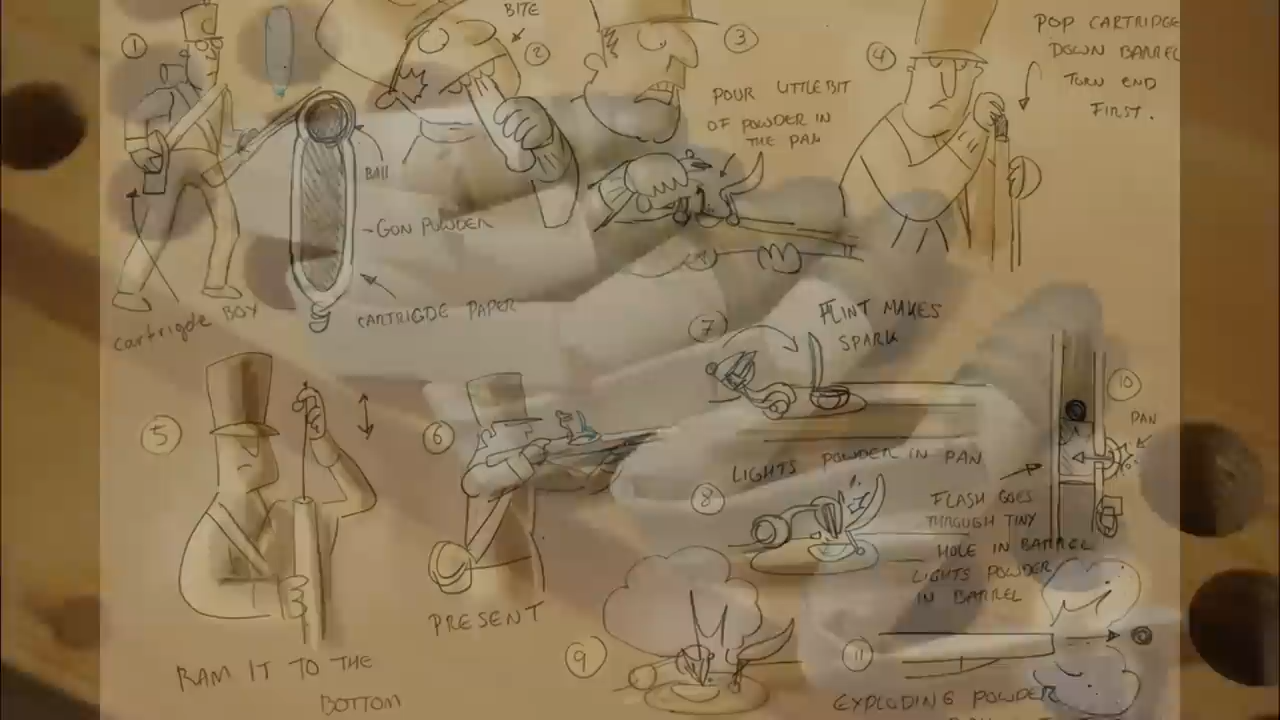 1
BALL
GON POWDER
CARTRIGDE PAPER
cartrigde BOX
BITE
2
3
POUR LITTLE BIT
OF POWDER IN
THE PAN
4
POP CARTRIDGE
DOWN BARREL
TURN END
FIRST.
5
RAM IT TO THE
BOTTOM
6
PRESENT
7
FLINT MAKES
SPARK
8
LIGHTS POWDER IN PAN
9
10
PAN
FLASH GOES
THROUGH TINY
HOLE IN BARREL
LIGHTS POWDER
IN BARREL
11
EXPLODING POWDER